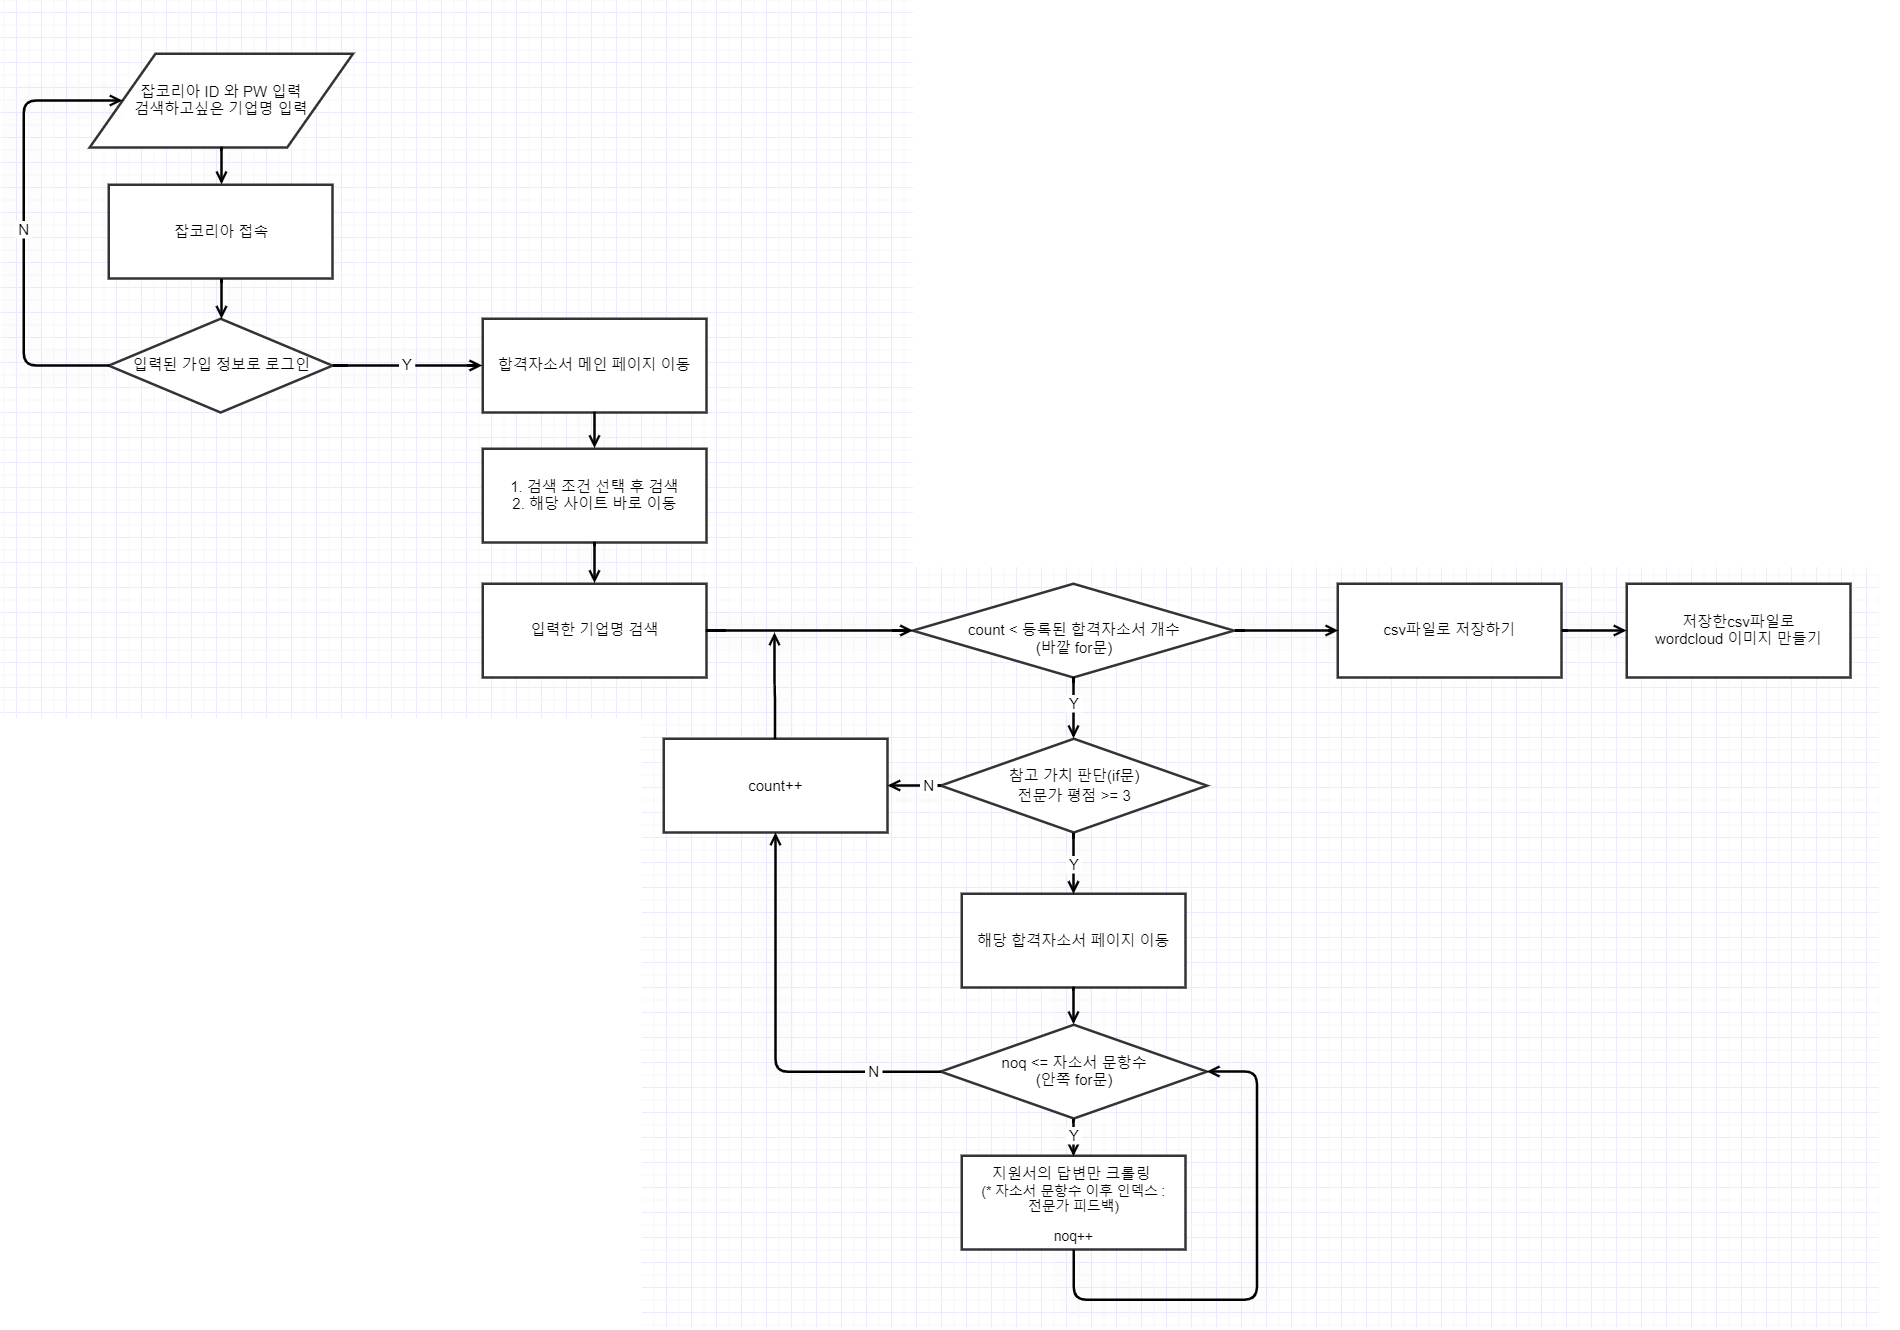 잡코리아 ID 와 PW 입력
검색하고싶은 기업명 입력
잡코리아 접속
N
입력된 가입 정보로 로그인
Y
합격자소서 메인 페이지 이동
1. 검색 조건 선택 후 검색
2. 해당 사이트 바로 이동
입력한 기업명 검색
count < 등록된 합격자소서 개수
(바깥 for문)
csv파일로 저장하기
저장한csv파일로
wordcloud 이미지 만들기
Y
참고 가치 판단(if문)
전문가 평점 >= 3
N
count++
Y
해당 합격자소서 페이지 이동
noq <= 자소서 문항수
(안쪽 for문)
N
Y
지원서의 답변만 크롤링
(* 자소서 문항수 이후 인덱스 :
전문가 피드백)
noq++